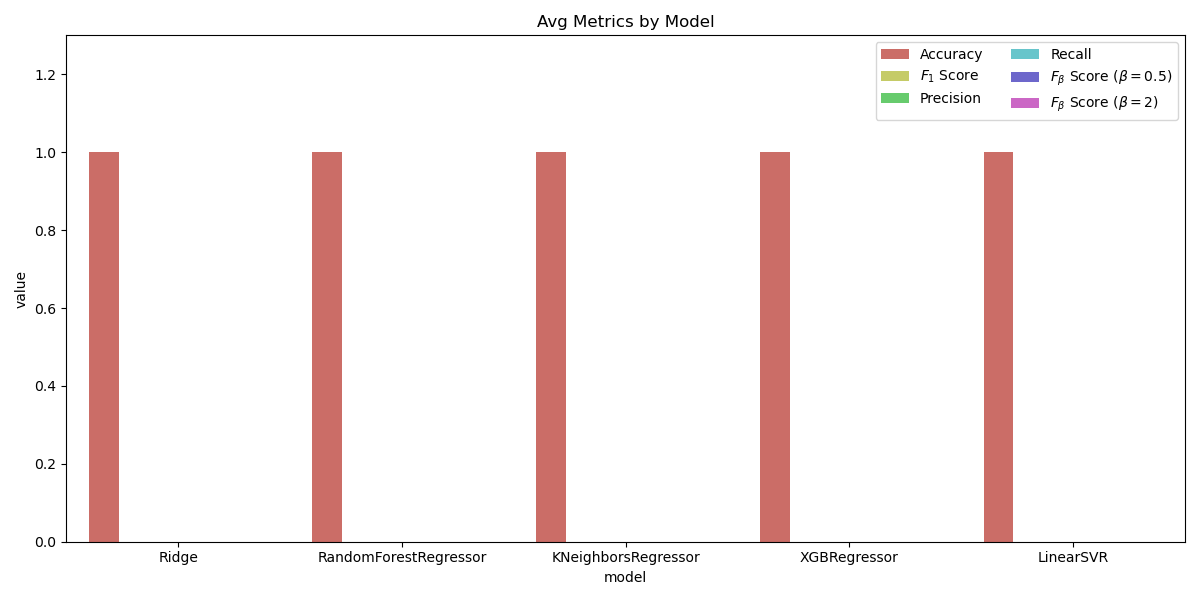 Avg Metrics by Model
Accuracy
F₁ Score
Precision
Recall
Fᵦ Score (β = 0.5)
Fᵦ Score (β = 2)
value
1.2
1.0
0.8
0.6
0.4
0.2
0.0
Ridge RandomForestRegressor KNeighborsRegressor XGBRegressor LinearSVR
model